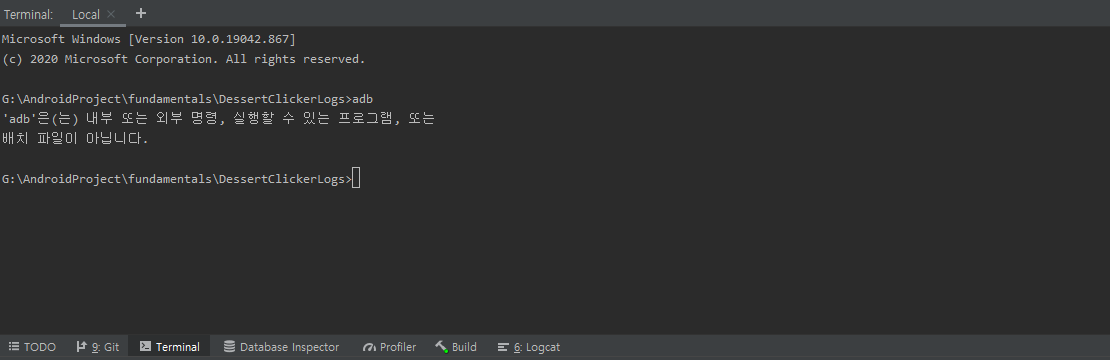 Terminal: Local × +
Microsoft Windows [Version 10.0.19042.867]
(c) 2020 Microsoft Corporation. All rights reserved.
G:\AndroidProject\fundamentals\DessertClickerLogs>adb
'adb'은(는) 내부 또는 외부 명령, 실행할 수 있는 프로그램, 또는
배치 파일이 아닙니다.
G:\AndroidProject\fundamentals\DessertClickerLogs>
TODO 9: Git Terminal Database Inspector Profiler Build 6: Logcat